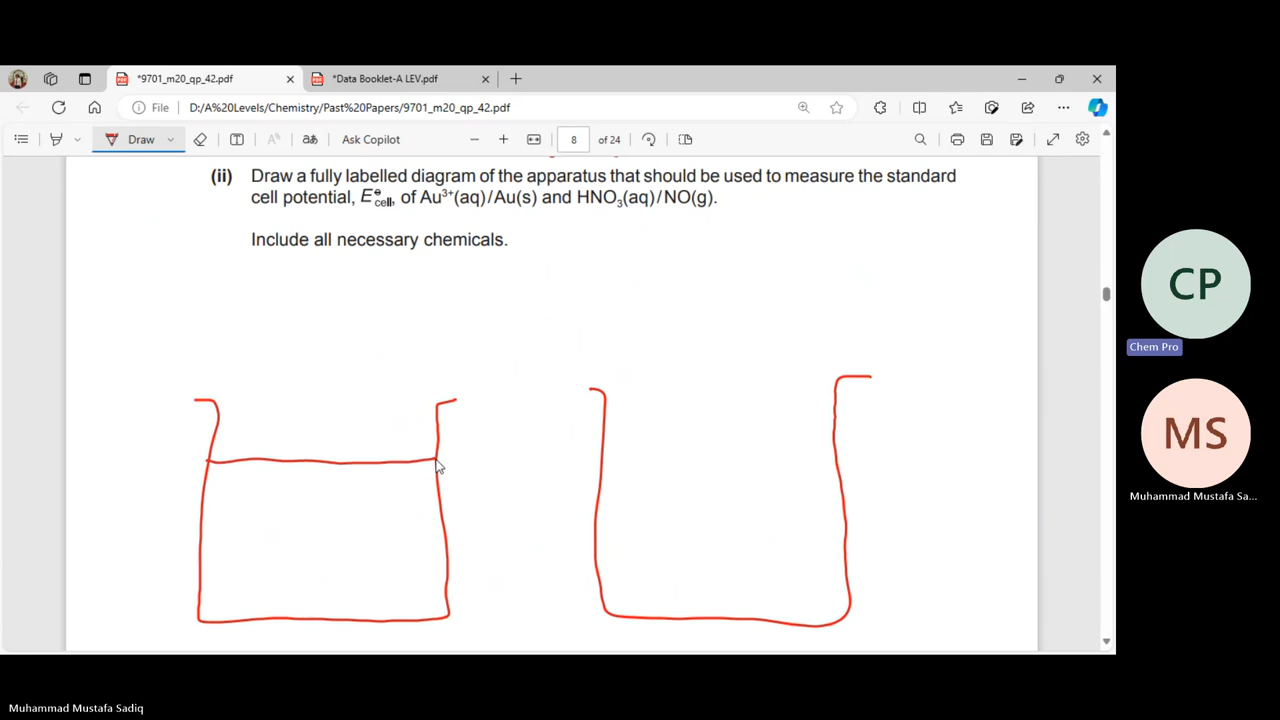 *9701_m20_qp_42.pdf
*Data Booklet-A LEV.pdf
File
D:/A%20Levels/Chemistry/Past%20Papers/9701_m20_qp_42.pdf
Draw
aあ
Ask Copilot
8 of 24
(ii) Draw a fully labelled diagram of the apparatus that should be used to measure the standard
cell potential, E⦵cell, of Au3+(aq)/Au(s) and HNO3(aq)/NO(g).
Include all necessary chemicals.
CP
Chem Pro
MS
Muhammad Mustafa Sa...
Muhammad Mustafa Sadiq